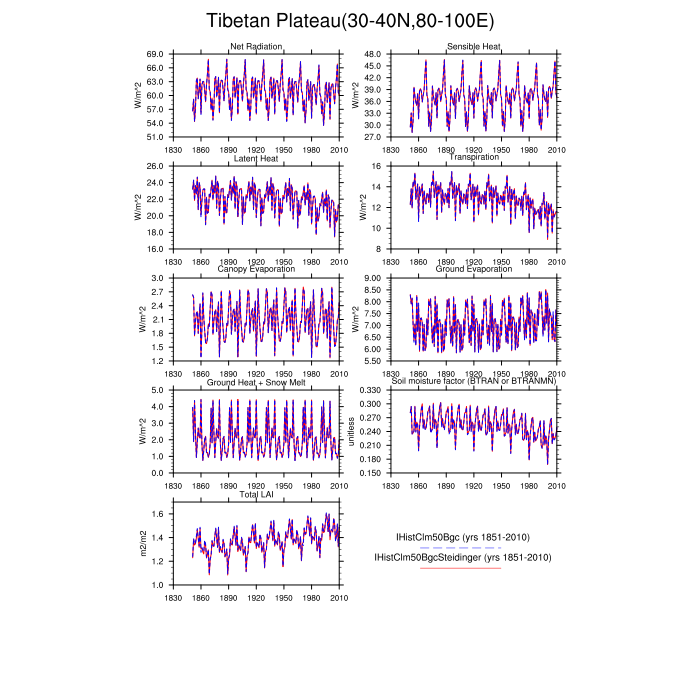 Tibetan Plateau(30-40N,80-100E)
Net Radiation
W/m^2
69.0
66.0
63.0
60.0
57.0
54.0
51.0
1830 1860 1890 1920 1950 1980 2010
Sensible Heat
W/m^2
48.0
45.0
42.0
39.0
36.0
33.0
30.0
27.0
1830 1860 1890 1920 1950 1980 2010
Latent Heat
W/m^2
26.0
24.0
22.0
20.0
18.0
16.0
1830 1860 1890 1920 1950 1980 2010
Transpiration
W/m^2
16
14
12
10
8
1830 1860 1890 1920 1950 1980 2010
Canopy Evaporation
W/m^2
3.0
2.7
2.4
2.1
1.8
1.5
1.2
1830 1860 1890 1920 1950 1980 2010
Ground Evaporation
W/m^2
9.00
8.50
8.00
7.50
7.00
6.50
6.00
5.50
1830 1860 1890 1920 1950 1980 2010
Ground Heat + Snow Melt
W/m^2
5.0
4.0
3.0
2.0
1.0
0.0
1830 1860 1890 1920 1950 1980 2010
Soil moisture factor (BTRAN or BTRANMN)
unitless
0.330
0.300
0.270
0.240
0.210
0.180
0.150
1830 1860 1890 1920 1950 1980 2010
Total LAI
m2/m2
1.6
1.4
1.2
1.0
1830 1860 1890 1920 1950 1980 2010
IHistClm50Bgc (yrs 1851-2010)
IHistClm50BgcSteidinger (yrs 1851-2010)